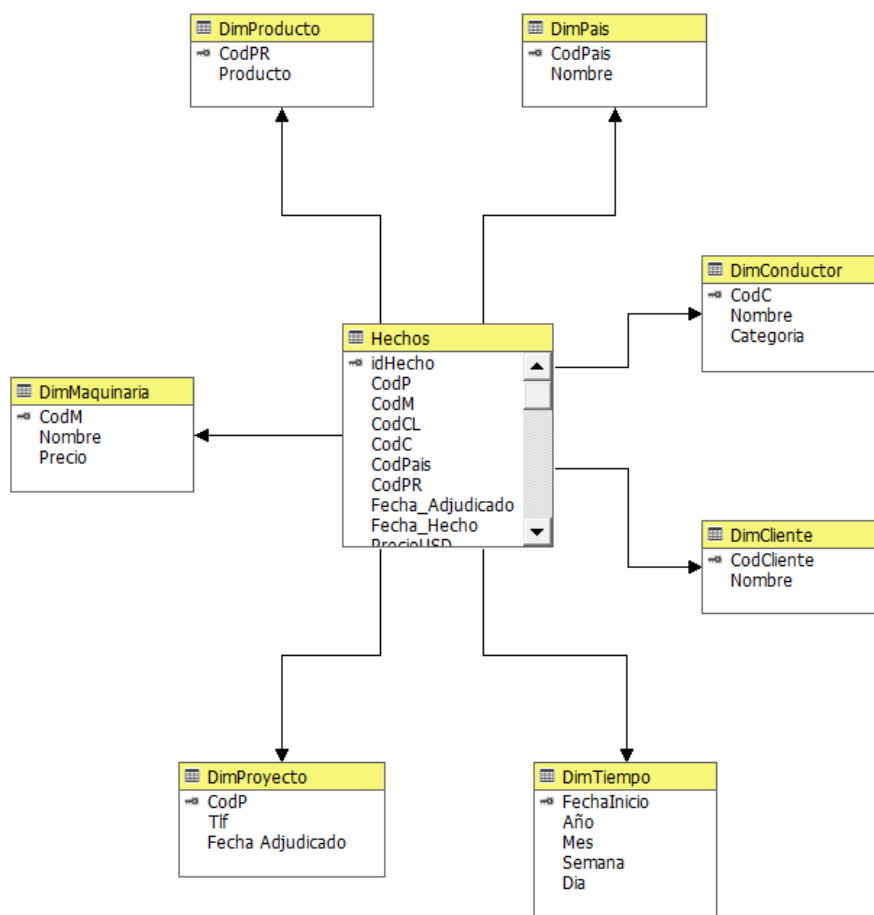 DimProducto
CodPR
Producto
DimPais
CodPais
Nombre
DimConductor
CodC
Nombre
Categoria
Hechos
idHecho
CodP
CodM
CodCL
CodC
CodPais
CodPR
Fecha_Adjudicado
Fecha_Hecho
PrecioUSD
DimMaquinaria
CodM
Nombre
Precio
DimCliente
CodCliente
Nombre
DimProyecto
CodP
Tlf
Fecha Adjudicado
DimTiempo
FechaInicio
Año
Mes
Semana
Dia